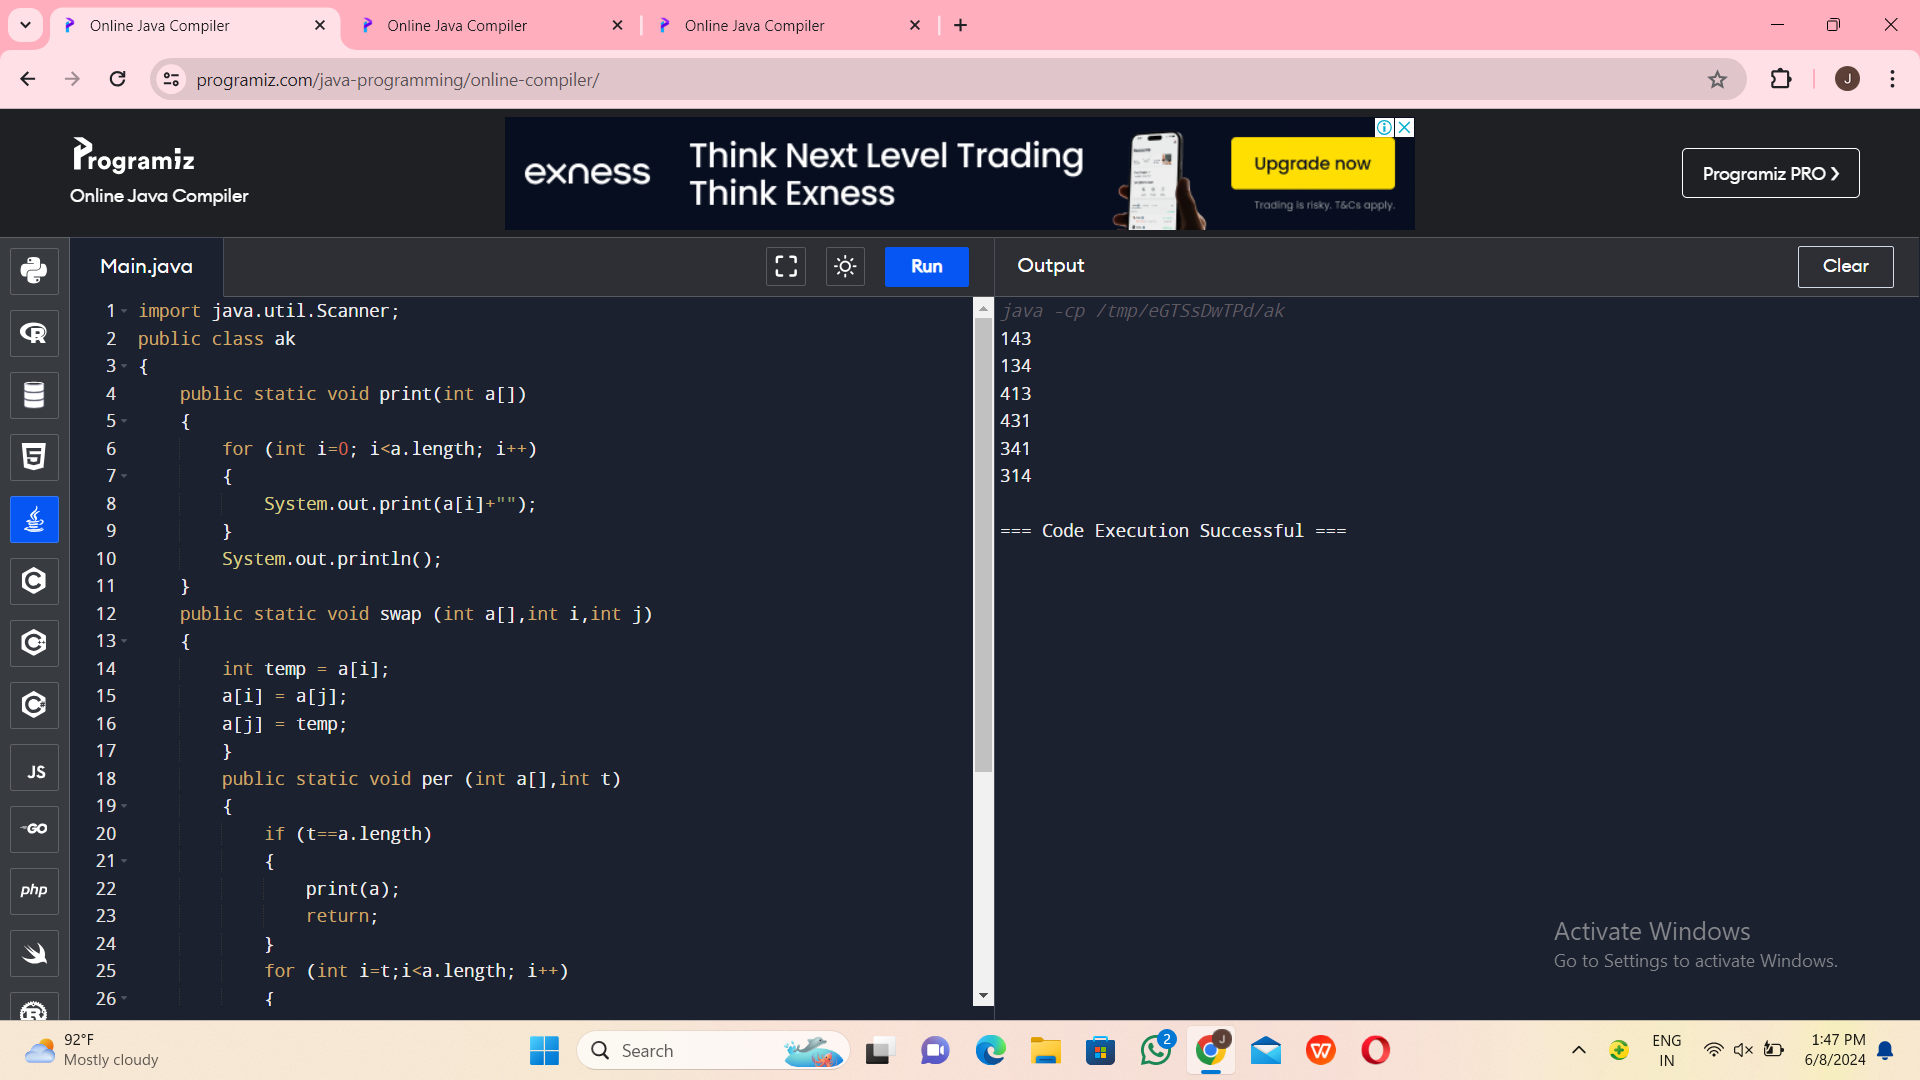 Online Java Compiler
Online Java Compiler
Online Java Compiler
programiz.com/java-programming/online-compiler/
J
Programiz
Online Java Compiler
exness
Think Next Level Trading
Think Exness
Upgrade now
Trading is risky. T&Cs apply.
Programiz PRO
Main.java
Run
Output
Clear
1 import java.util.Scanner;
2 public class ak
3 {
4 public static void print(int a[])
5 {
6 for (int i=0; i<a.length; i++)
7 {
8 System.out.print(a[i]+"");
9 }
10 System.out.println();
11 }
12 public static void swap (int a[],int i,int j)
13 {
14 int temp = a[i];
15 a[i] = a[j];
16 a[j] = temp;
17 }
18 public static void per (int a[],int t)
19 {
20 if (t==a.length)
21 {
22 print(a);
23 return;
24 }
25 for (int i=t;i<a.length; i++)
26 {
java -cp /tmp/eGTSsDwTPd/ak
143
134
413
431
341
314
=== Code Execution Successful ===
JS
GO
php
Activate Windows
Go to Settings to activate Windows.
92°F
Mostly cloudy
Search
2
J
ENG
IN
1:47 PM
6/8/2024